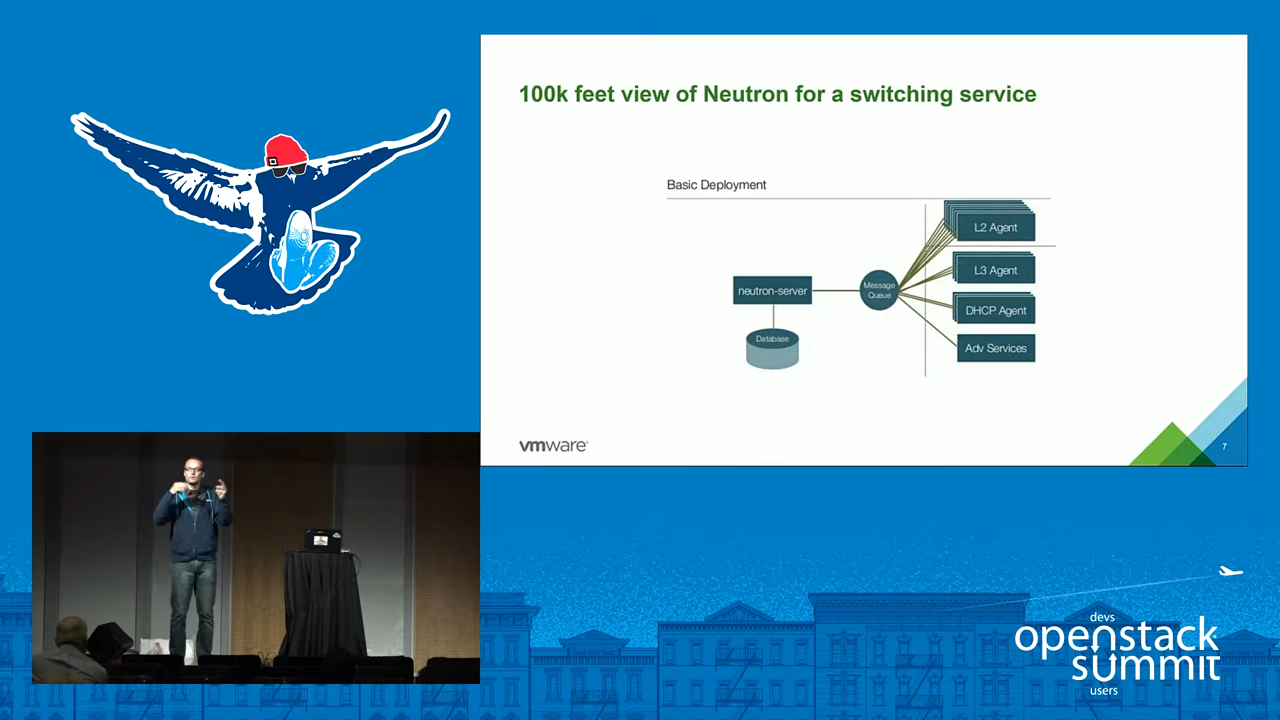 100k feet view of Neutron for a switching service
Basic Deployment
L2 Agent
L3 Agent
DHCP Agent
Adv Services
Message
Queue
neutron-server
Database
vmware
7
devs
openstack
summit
users